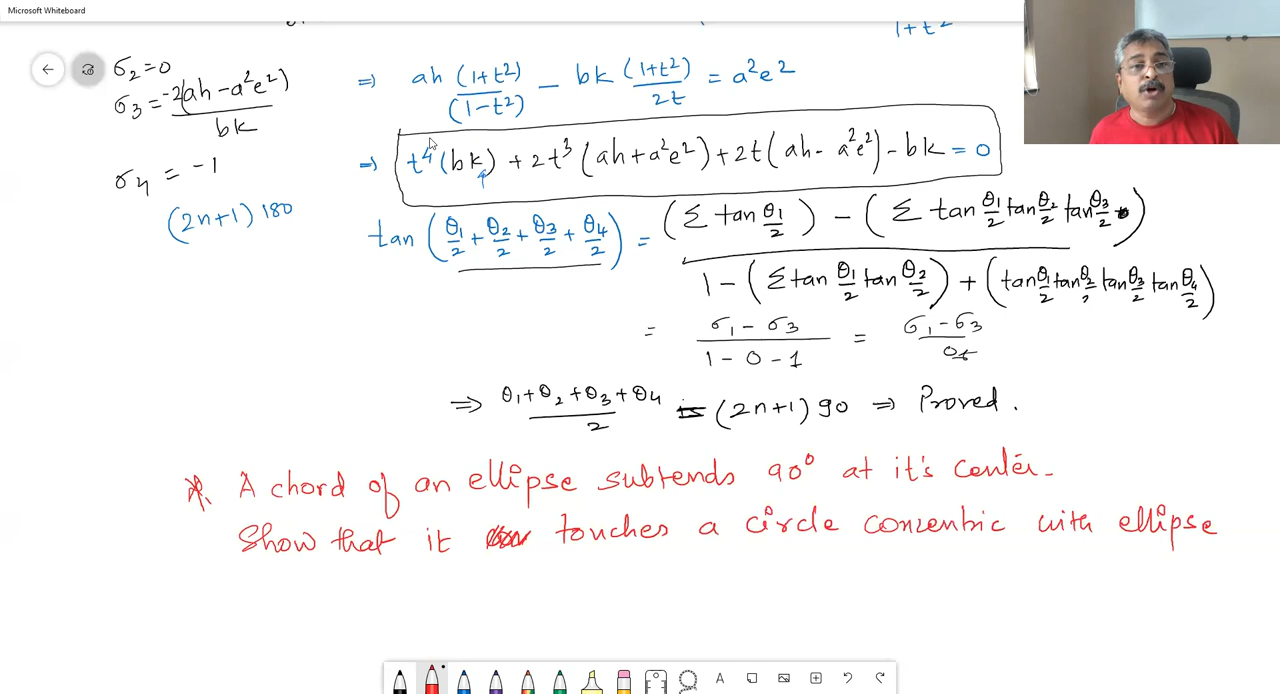 Microsoft Whiteboard
1+t²
σ₂=0
σ₃ = -2(ah-a²e²)/bk
σ₄ = -1
(2n+1) 180
⇒ ah (1+t²)/(1-t²) - bk (1+t²)/2t = a²e²
⇒ t⁴(bk) + 2t³(ah+a²e²) + 2t(ah-a²e²) - bk = 0
tan (θ₁/2 + θ₂/2 + θ₃/2 + θ₄/2) = (Σ tan θ₁/2) - (Σ tan θ₁/2 tan θ₂/2 tan θ₃/2)
1 - (Σ tan θ₁/2 tan θ₂/2) + (tan θ₁/2 tan θ₂/2 tan θ₃/2 tan θ₄/2)
= (σ₁ - σ₃)/(1 - 0 - 1) = (σ₁-σ₃)/0
⇒ (θ₁+θ₂+θ₃+θ₄)/2 is (2n+1) 90 ⇒ Proved.
*. A chord of an ellipse subtends 90° at it's center.
Show that it touches a circle concentric with ellipse
A